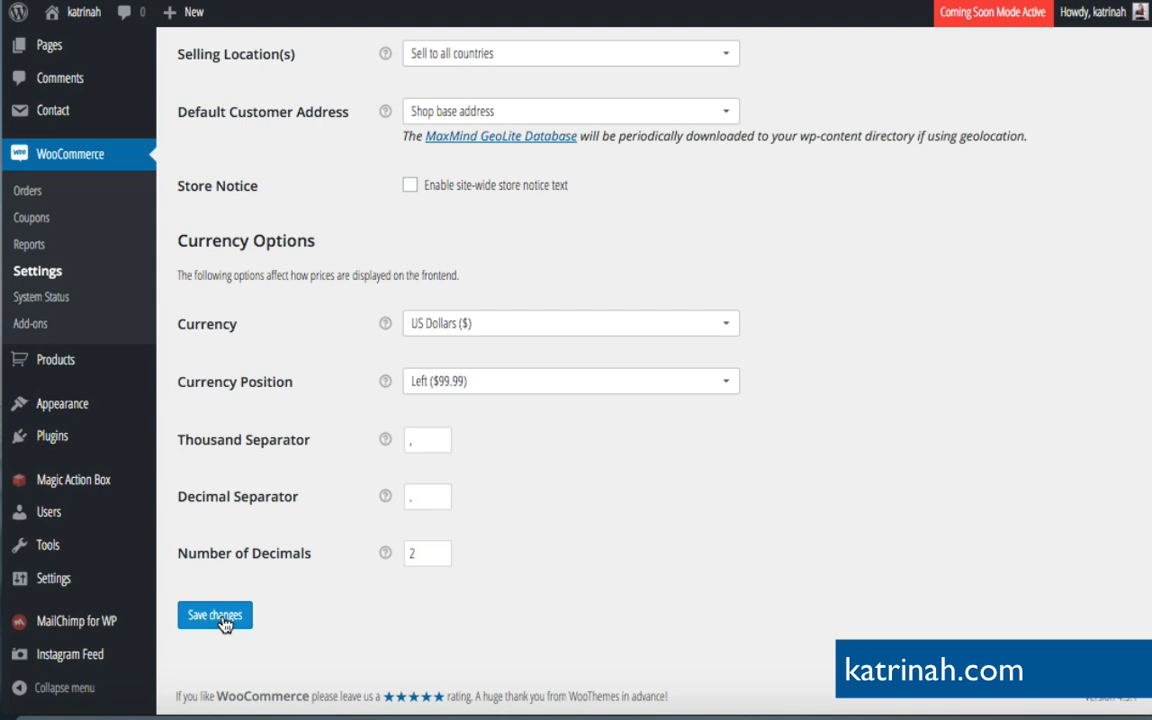 katrinah 0 New Coming Soon Mode Active Howdy, katrinah
Pages
Comments
Contact
WooCommerce
Orders
Coupons
Reports
Settings
System Status
Add-ons
Products
Appearance
Plugins
Magic Action Box
Users
Tools
Settings
MailChimp for WP
Instagram Feed
Collapse menu
Selling Location(s) ? Sell to all countries
Default Customer Address ? Shop base address
The MaxMind GeoLite Database will be periodically downloaded to your wp-content directory if using geolocation.
Store Notice Enable site-wide store notice text
Currency Options
The following options affect how prices are displayed on the frontend.
Currency ? US Dollars ($)
Currency Position ? Left ($99.99)
Thousand Separator ? ,
Decimal Separator ? .
Number of Decimals ? 2
Save changes
If you like WooCommerce please leave us a ★★★★★ rating. A huge thank you from WooThemes in advance!
katrinah.com